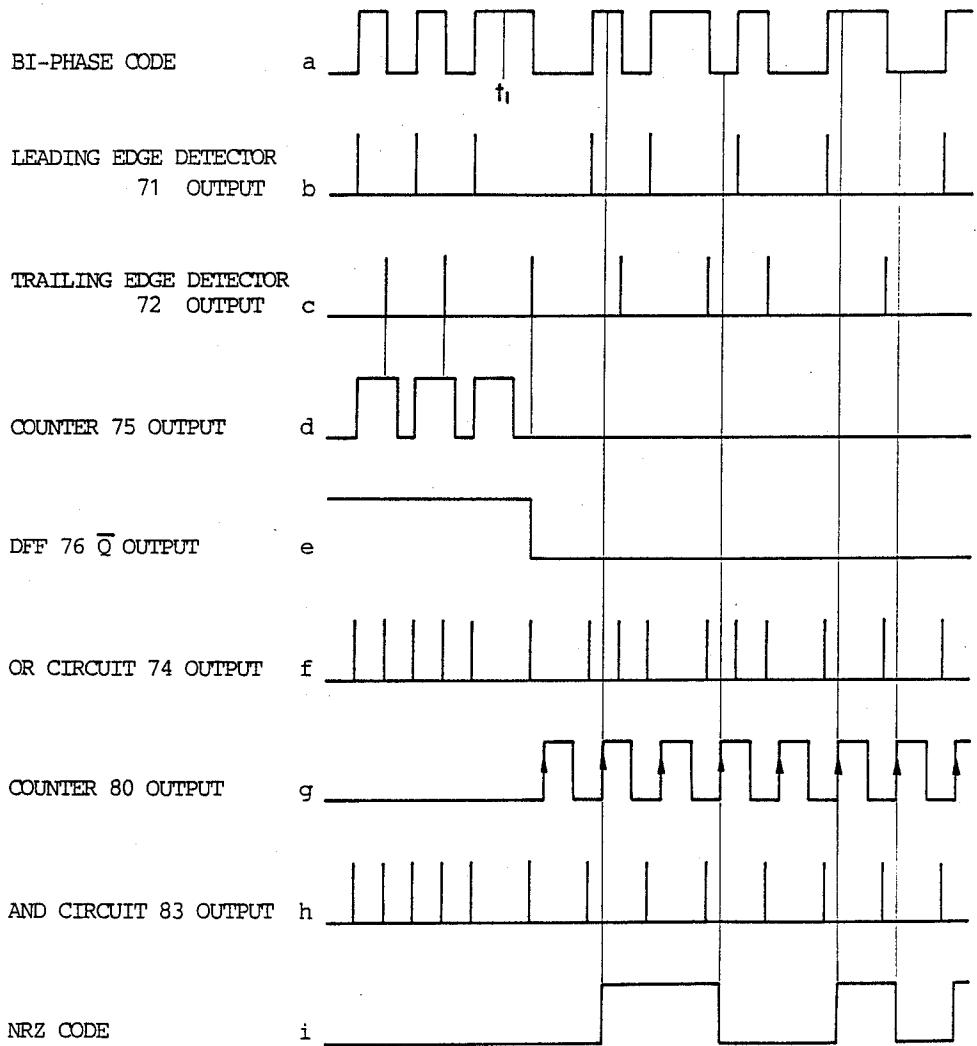 BI-PHASE CODE a
t1
LEADING EDGE DETECTOR
71 OUTPUT b
TRAILING EDGE DETECTOR
72 OUTPUT c
COUNTER 75 OUTPUT d
DFF 76 Q̅ OUTPUT e
OR CIRCUIT 74 OUTPUT f
COUNTER 80 OUTPUT g
AND CIRCUIT 83 OUTPUT h
NRZ CODE i